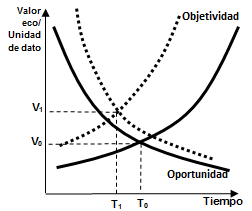 Valor
eco/
Unidad
de dato
Objetividad
V1
V0
Oportunidad
T1
T0
Tiempo